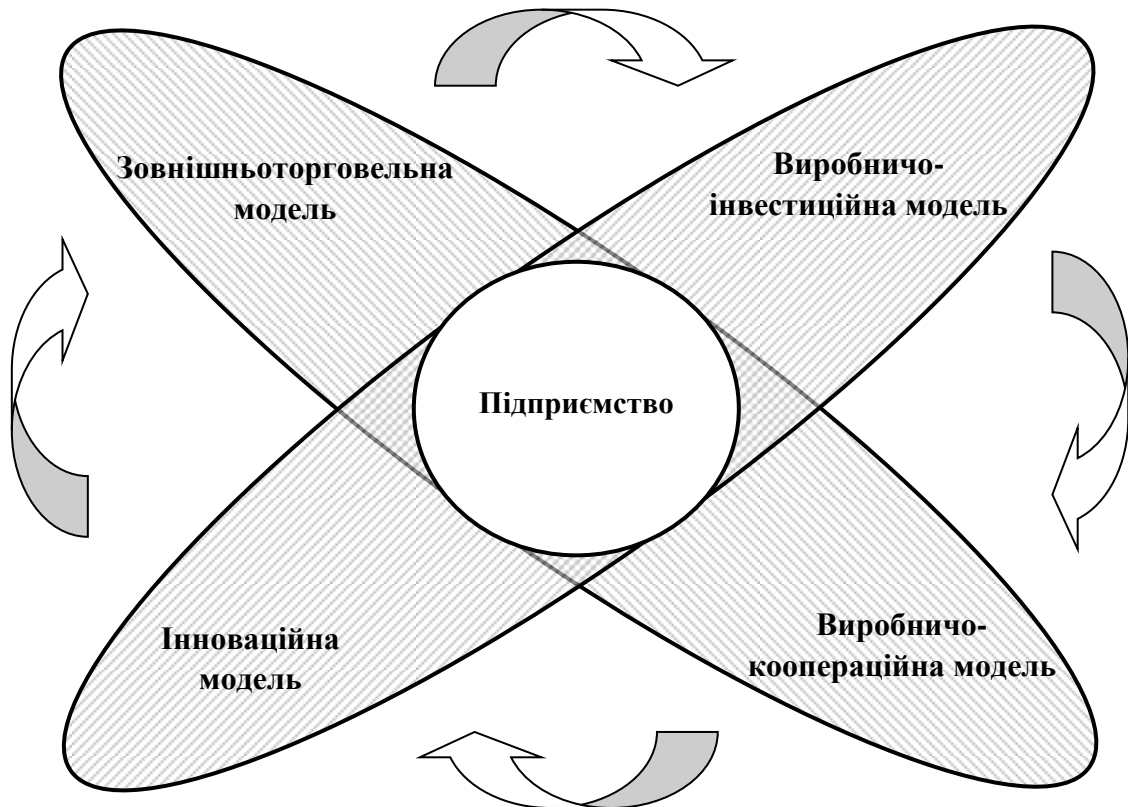 Зовнішньоторговельна
модель
Виробничо-
інвестиційна модель
Підприємство
Інноваційна
модель
Виробничо-
коопераційна модель